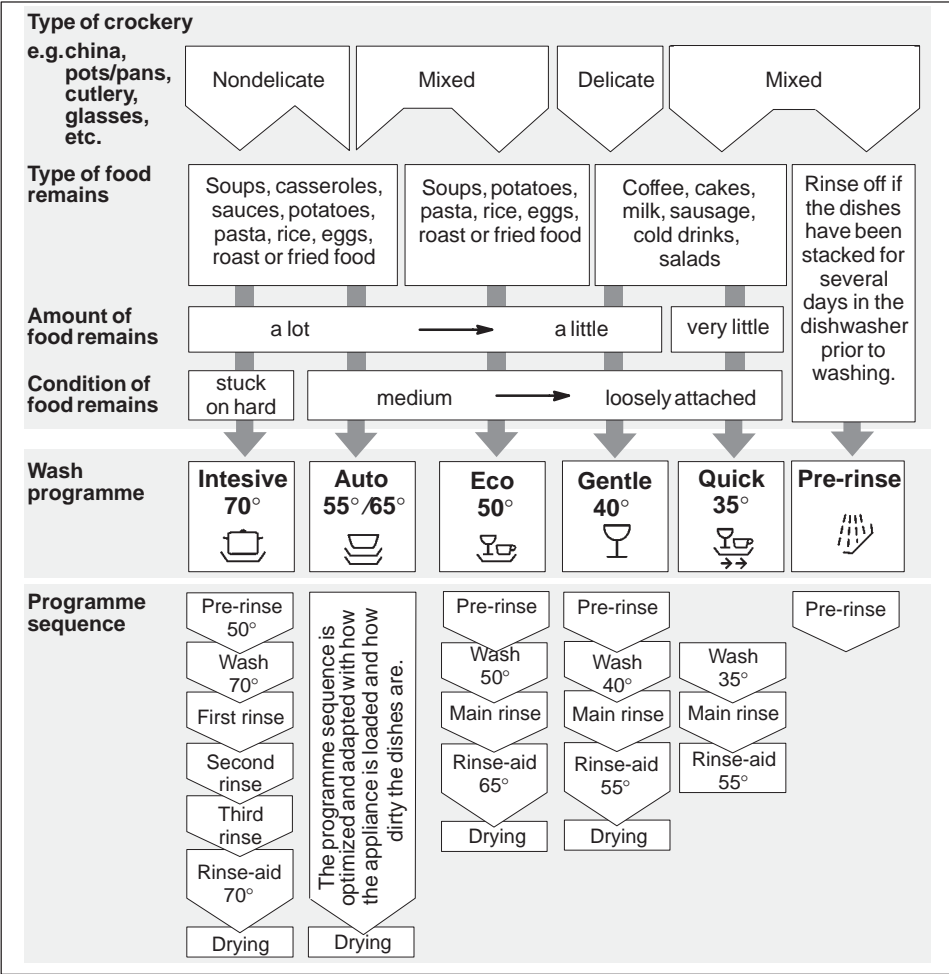 Type of crockery
e.g. china,
pots/pans,
cutlery,
glasses,
etc.
Nondelicate
Mixed
Delicate
Mixed
Type of food
remains
Soups, casseroles,
sauces, potatoes,
pasta, rice, eggs,
roast or fried food
Soups, potatoes,
pasta, rice, eggs,
roast or fried food
Coffee, cakes,
milk, sausage,
cold drinks,
salads
Rinse off if
the dishes
have been
stacked for
several
days in the
dishwasher
prior to
washing.
Amount of
food remains
a lot
a little
very little
Condition of
food remains
stuck
on hard
medium
loosely attached
Wash
programme
Intesive
70°
Auto
55°/65°
Eco
50°
Gentle
40°
Quick
35°
Pre-rinse
Programme
sequence
Pre-rinse
50°
Wash
70°
First rinse
Second
rinse
Third
rinse
Rinse-aid
70°
Drying
The programme sequence is
optimized and adapted with how
the appliance is loaded and how
dirty the dishes are.
Drying
Pre-rinse
Wash
50°
Main rinse
Rinse-aid
65°
Drying
Pre-rinse
Wash
40°
Main rinse
Rinse-aid
55°
Drying
Wash
35°
Main rinse
Rinse-aid
55°
Pre-rinse